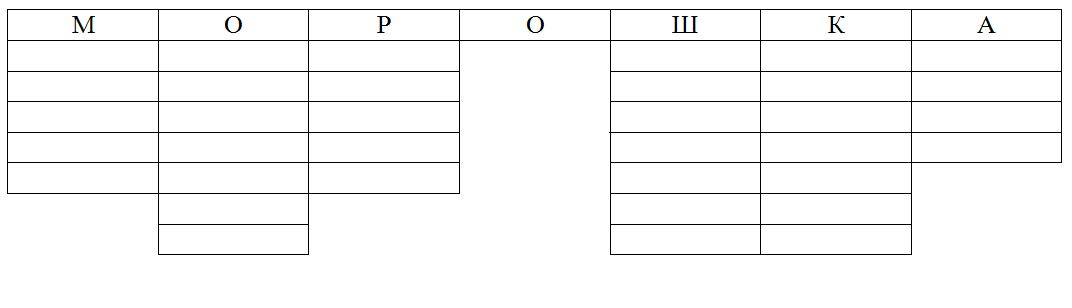 М О Р О Ш К А